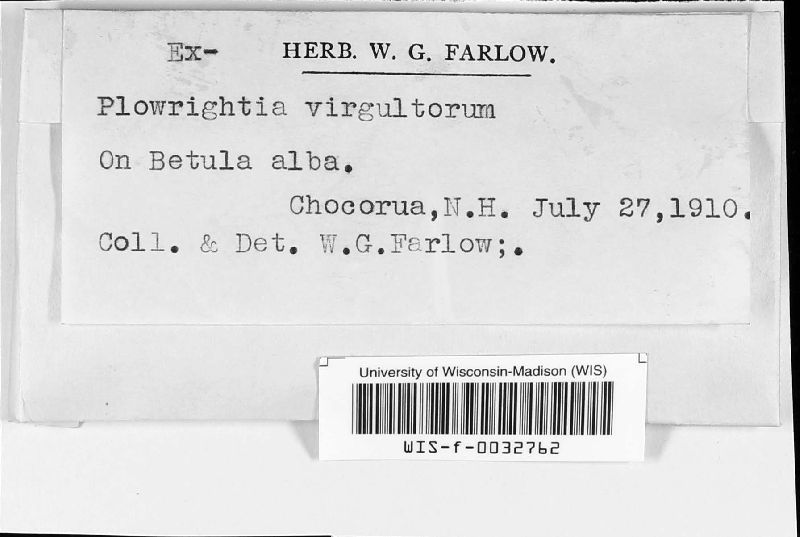 Ex- HERB. W. G. FARLOW.
Plowrightia virgultorum
On Betula alba.
Chocorua,N.H. July 27,1910.
Coll. & Det. W.G.Farlow;.
University of Wisconsin-Madison (WIS)
WIS-f-0032762